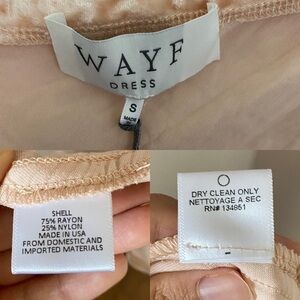 WAYF
DRESS
S
MADE
SHELL
75% RAYON
25% NYLON
MADE IN USA
FROM DOMESTIC AND
IMPORTED MATERIALS
DRY CLEAN ONLY
NETTOYAGE A SEC
RN# 134851